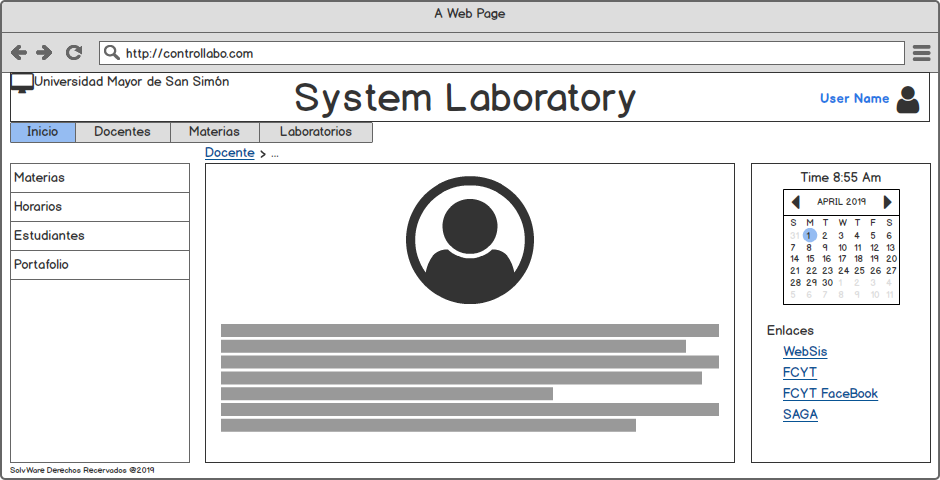 A Web Page
http://controllabo.com
Universidad Mayor de San Simón
System Laboratory
User Name
Inicio Docentes Materias Laboratorios
Docente > ...
Materias
Horarios
Estudiantes
Portafolio
Time 8:55 Am
APRIL 2019
S M T W T F S
31 1 2 3 4 5 6
7 8 9 10 11 12 13
14 15 16 17 18 19 20
21 22 23 24 25 26 27
28 29 30 1 2 3 4
5 6 7 8 9 10 11
Enlaces
WebSis
FCYT
FCYT FaceBook
SAGA
SolvWare Derechos Recervados @2019